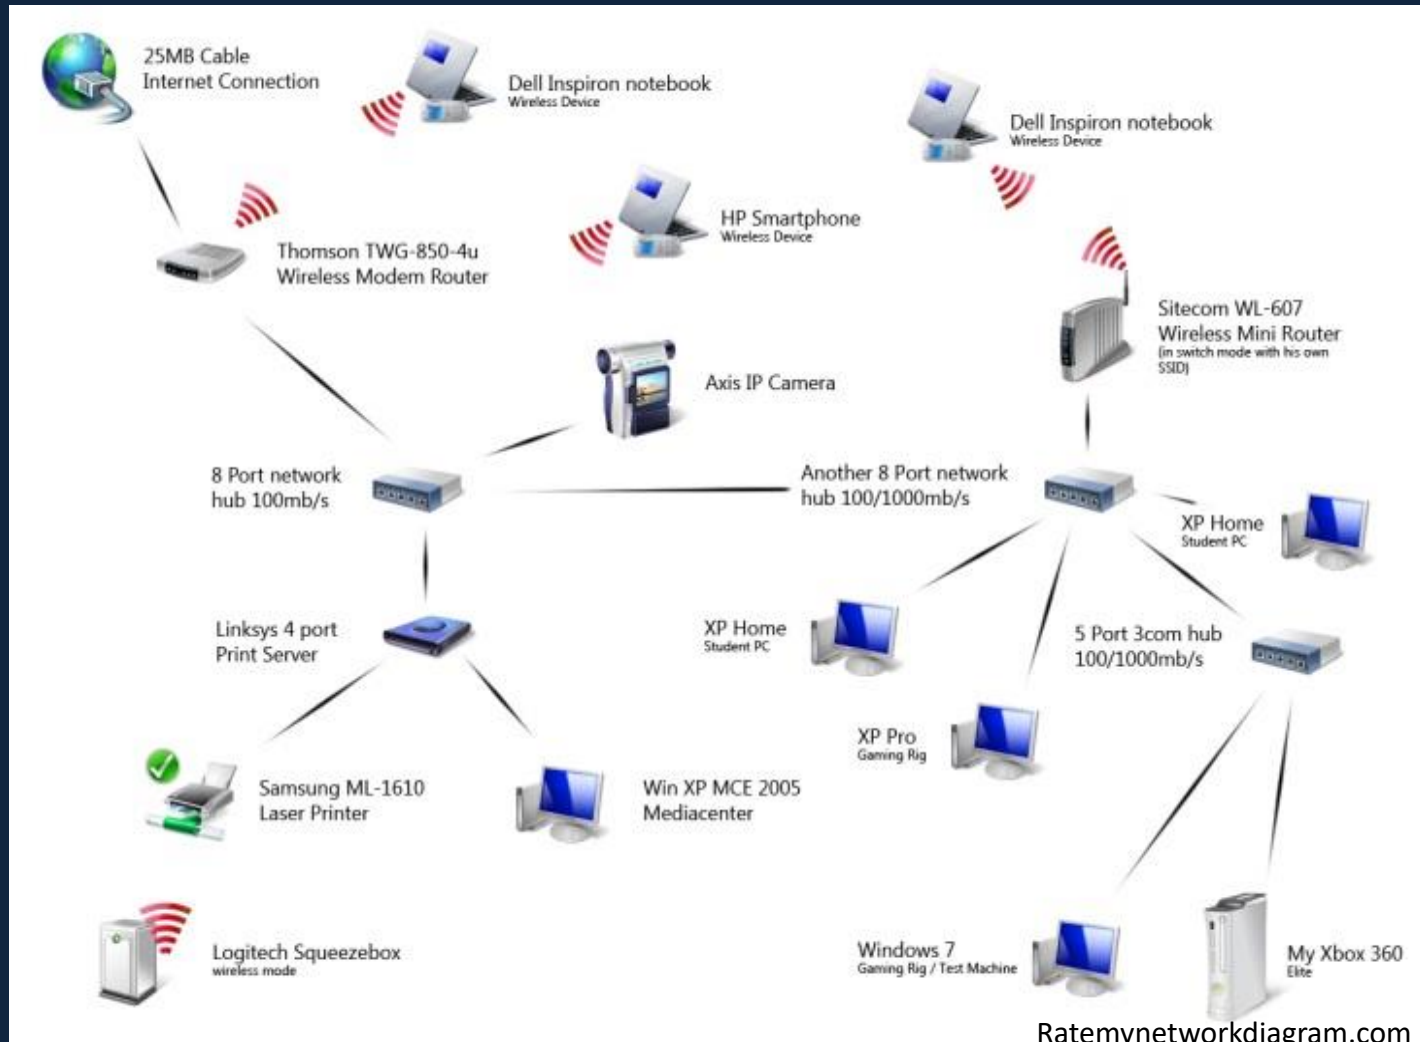 25MB Cable
Internet Connection
Dell Inspiron notebook
Wireless Device
Dell Inspiron notebook
Wireless Device
HP Smartphone
Wireless Device
Thomson TWG-850-4u
Wireless Modem Router
Sitecom WL-607
Wireless Mini Router
(in switch mode with his own
SSID)
Axis IP Camera
8 Port network
hub 100mb/s
Another 8 Port network
hub 100/1000mb/s
XP Home
Student PC
Linksys 4 port
Print Server
XP Home
Student PC
5 Port 3com hub
100/1000mb/s
XP Pro
Gaming Rig
Samsung ML-1610
Laser Printer
Win XP MCE 2005
Mediacenter
Logitech Squeezebox
wireless mode
Windows 7
Gaming Rig / Test Machine
My Xbox 360
Elite
Ratemynetworkdiagram.com